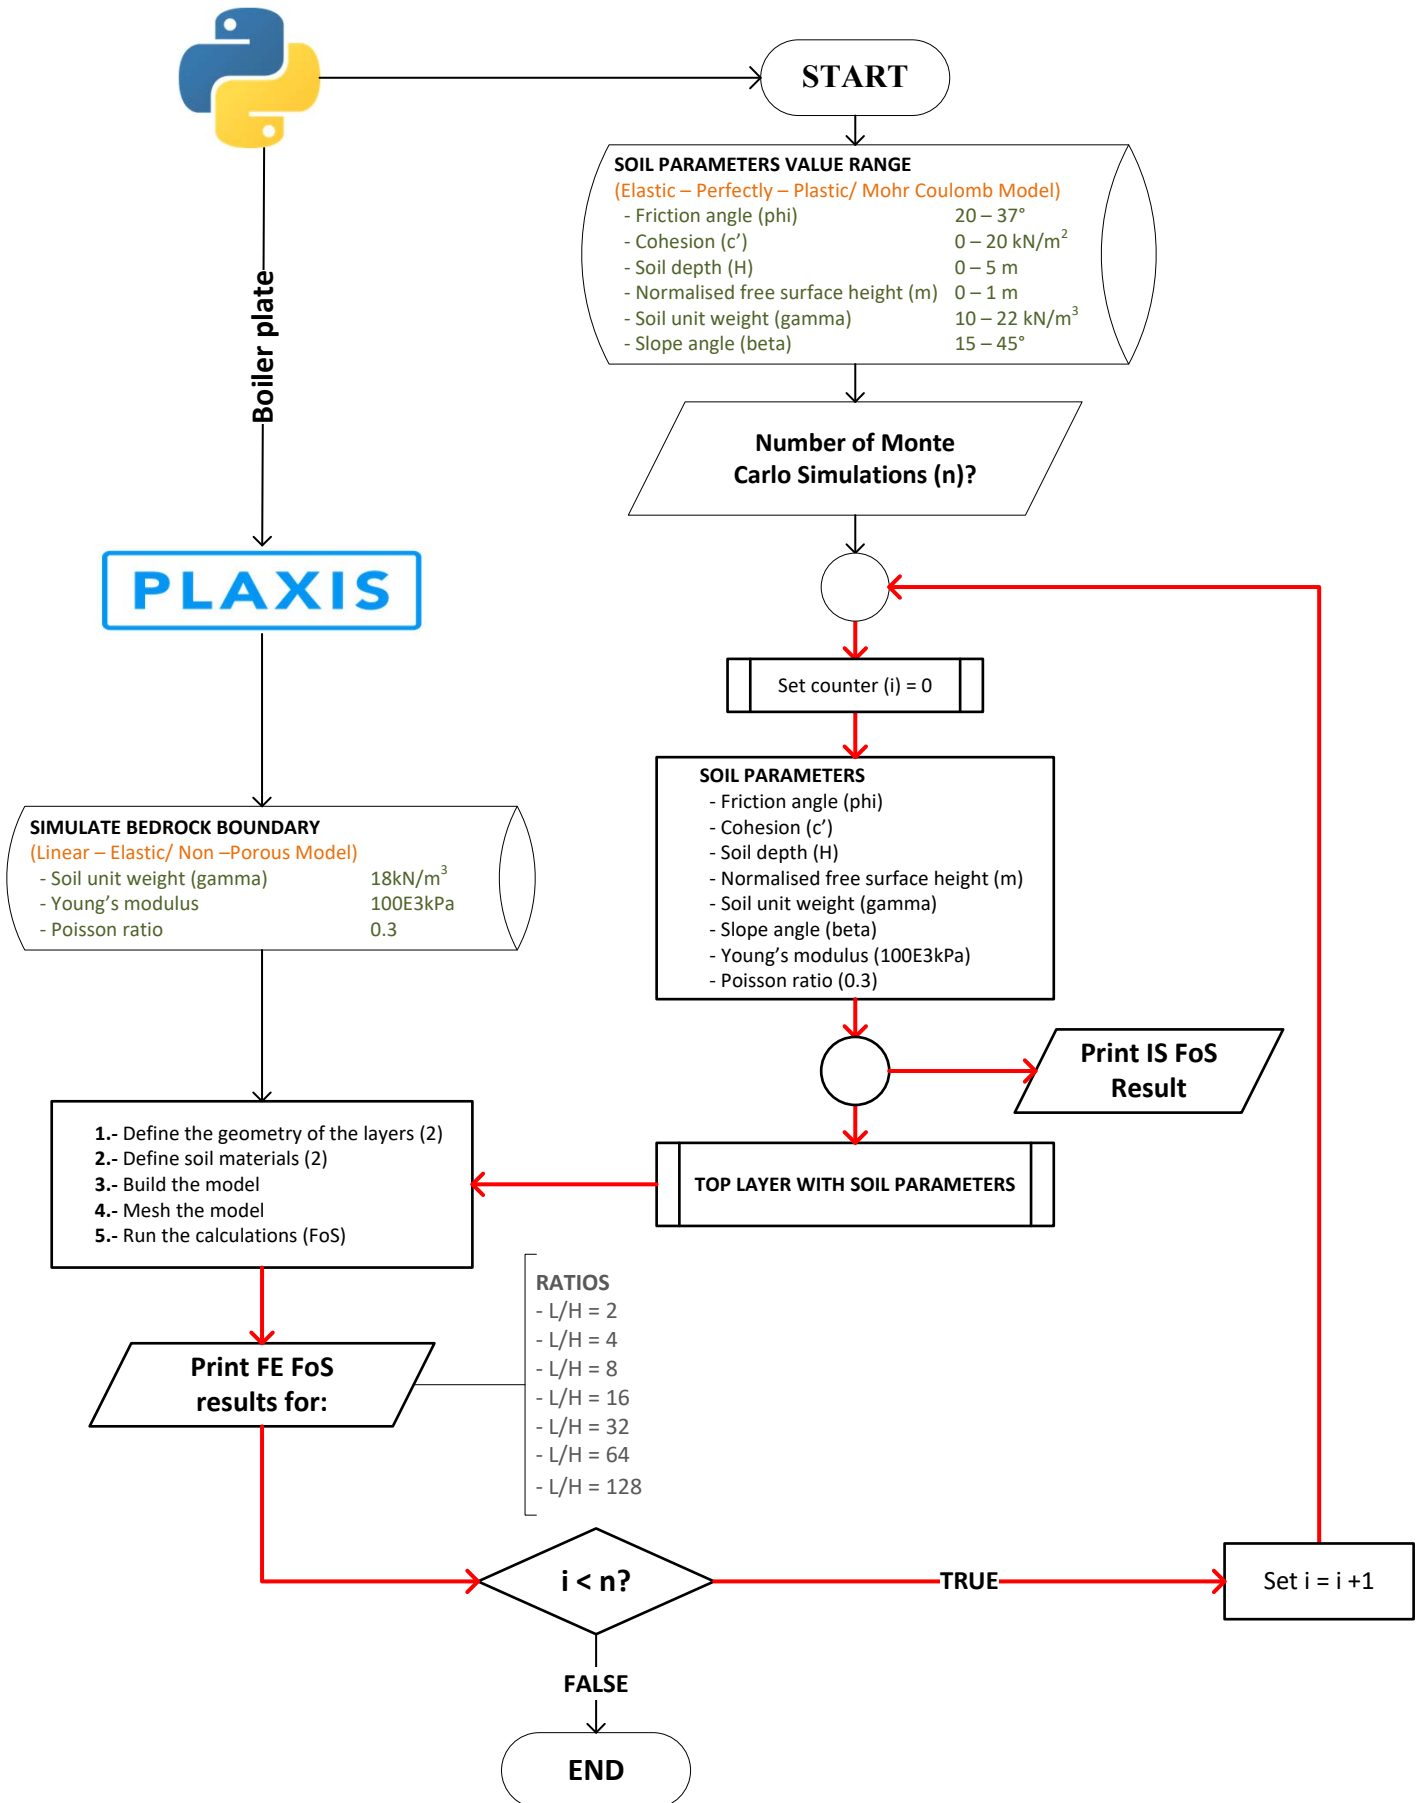 START
SOIL PARAMETERS VALUE RANGE
(Elastic – Perfectly – Plastic/ Mohr Coulomb Model)
- Friction angle (phi) 20 – 37°
- Cohesion (c’) 0 – 20 kN/m²
- Soil depth (H) 0 – 5 m
- Normalised free surface height (m) 0 – 1 m
- Soil unit weight (gamma) 10 – 22 kN/m³
- Slope angle (beta) 15 – 45°
Boiler plate
Number of Monte
Carlo Simulations (n)?
PLAXIS
Set counter (i) = 0
SOIL PARAMETERS
- Friction angle (phi)
- Cohesion (c’)
- Soil depth (H)
- Normalised free surface height (m)
- Soil unit weight (gamma)
- Slope angle (beta)
- Young’s modulus (100E3kPa)
- Poisson ratio (0.3)
SIMULATE BEDROCK BOUNDARY
(Linear – Elastic/ Non –Porous Model)
- Soil unit weight (gamma) 18kN/m³
- Young’s modulus 100E3kPa
- Poisson ratio 0.3
Print IS FoS
Result
TOP LAYER WITH SOIL PARAMETERS
1.- Define the geometry of the layers (2)
2.- Define soil materials (2)
3.- Build the model
4.- Mesh the model
5.- Run the calculations (FoS)
Print FE FoS
results for:
RATIOS
- L/H = 2
- L/H = 4
- L/H = 8
- L/H = 16
- L/H = 32
- L/H = 64
- L/H = 128
i < n?
TRUE
Set i = i +1
FALSE
END